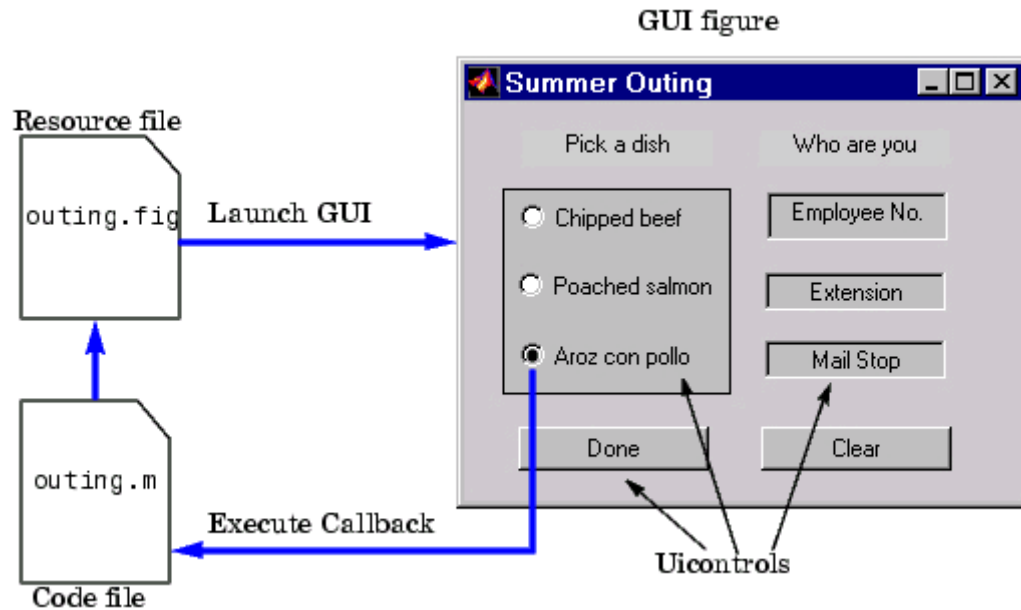 GUI figure
Summer Outing
Resource file
outing.fig
Launch GUI
Pick a dish
Who are you
Chipped beef
Poached salmon
Aroz con pollo
Employee No.
Extension
Mail Stop
Done
Clear
outing.m
Execute Callback
Uicontrols
Code file